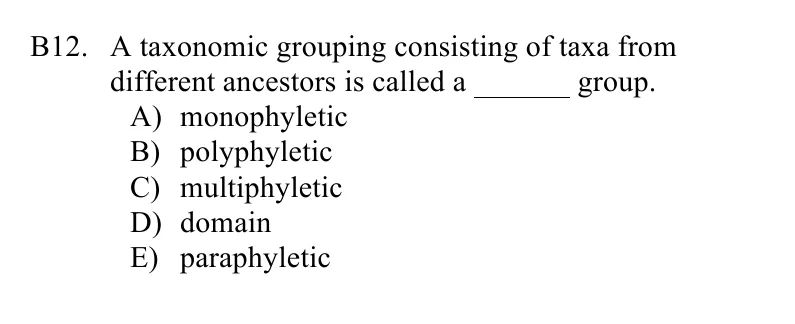 B12. A taxonomic grouping consisting of taxa from
different ancestors is called a ______ group.
A) monophyletic
B) polyphyletic
C) multiphyletic
D) domain
E) paraphyletic